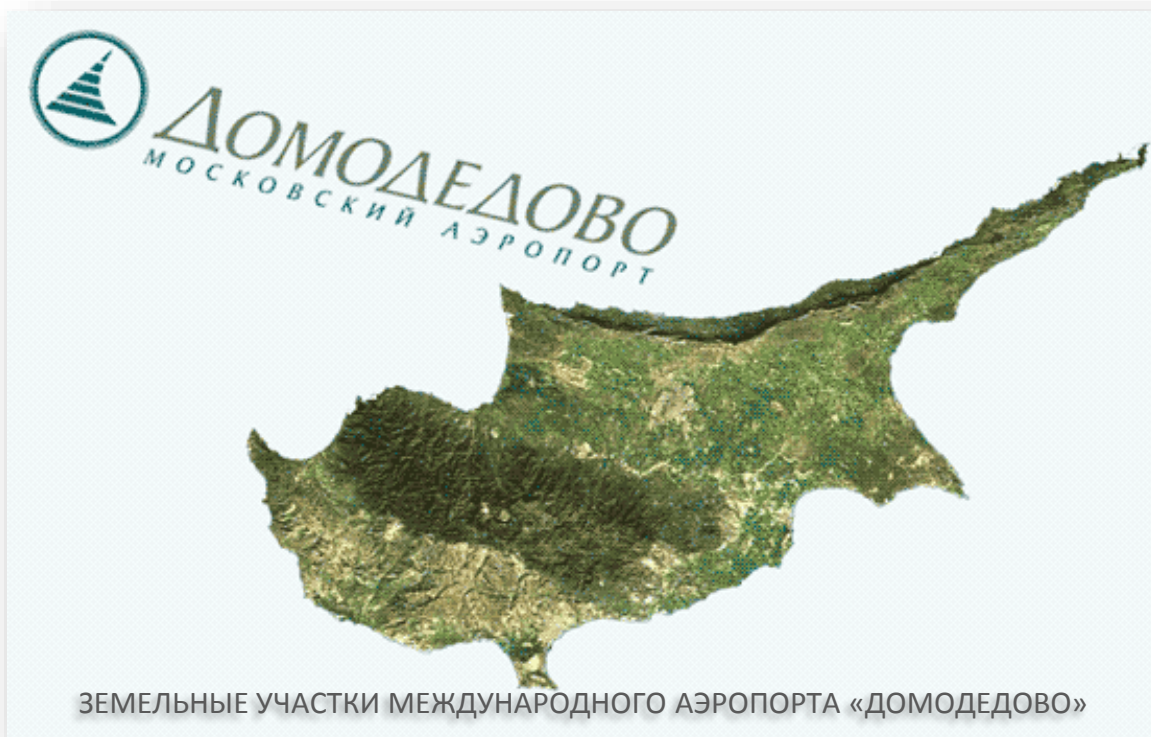 ДОМОДЕДОВО
МОСКОВСКИЙ АЭРОПОРТ
ЗЕМЕЛЬНЫЕ УЧАСТКИ МЕЖДУНАРОДНОГО АЭРОПОРТА «ДОМОДЕДОВО»